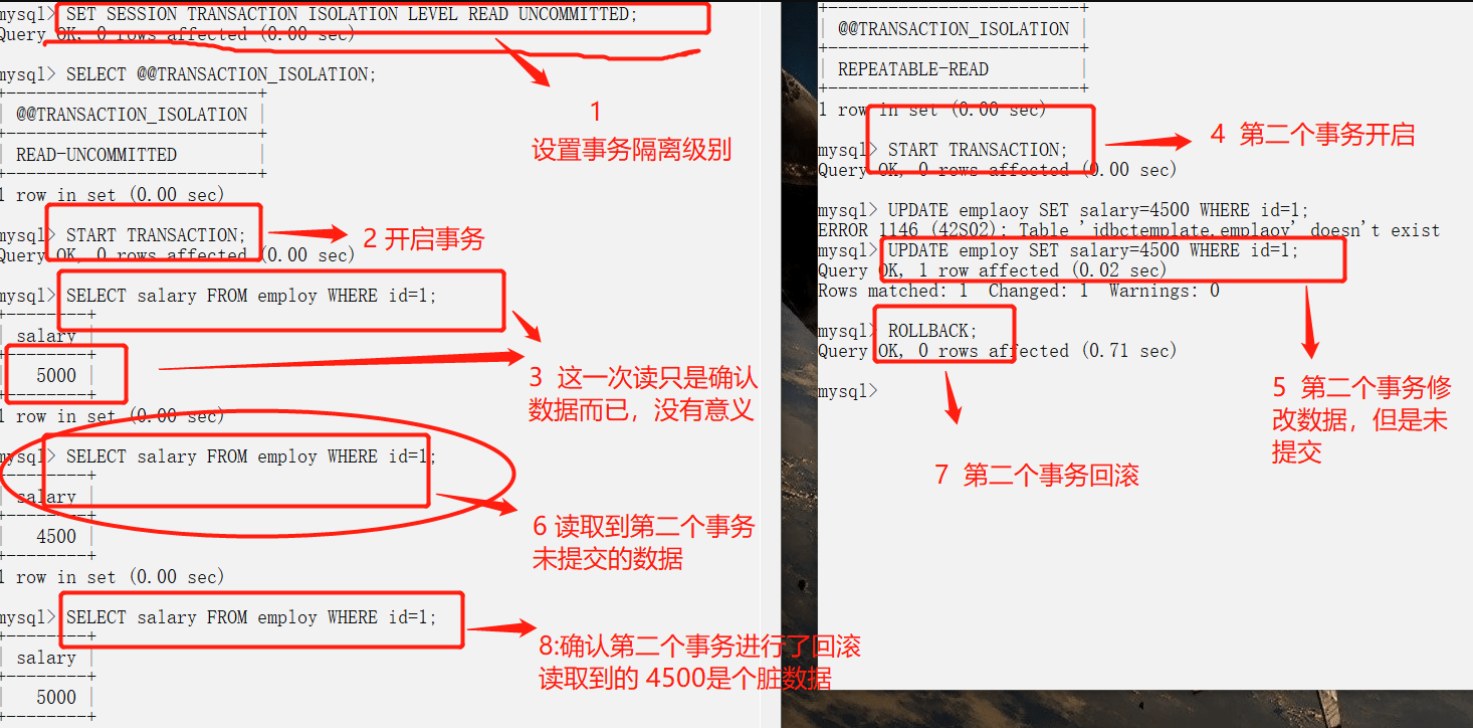 mysql> SET SESSION TRANSACTION ISOLATION LEVEL READ UNCOMMITTED;
Query OK, 0 rows affected (0.00 sec)
mysql> SELECT @@TRANSACTION_ISOLATION;
+-------------------------+
| @@TRANSACTION_ISOLATION |
+-------------------------+
| READ-UNCOMMITTED |
+-------------------------+
1 row in set (0.00 sec)
mysql> START TRANSACTION;
Query OK, 0 rows affected (0.00 sec)
mysql> SELECT salary FROM employ WHERE id=1;
+--------+
| salary |
+--------+
| 5000 |
+--------+
1 row in set (0.00 sec)
mysql> SELECT salary FROM employ WHERE id=1;
+--------+
| salary |
+--------+
| 4500 |
+--------+
1 row in set (0.00 sec)
mysql> SELECT salary FROM employ WHERE id=1;
+--------+
| salary |
+--------+
| 5000 |
+--------+
1
设置事务隔离级别
2 开启事务
3 这一次读只是确认
数据而已，没有意义
6 读取到第二个事务
未提交的数据
8:确认第二个事务进行了回滚
读取到的 4500是个脏数据
+-------------------------+
| @@TRANSACTION_ISOLATION |
+-------------------------+
| REPEATABLE-READ |
+-------------------------+
1 row in set (0.00 sec)
mysql> START TRANSACTION;
Query OK, 0 rows affected (0.00 sec)
mysql> UPDATE emplaoy SET salary=4500 WHERE id=1;
ERROR 1146 (42S02): Table 'jdbctemplate.emplaoy' doesn't exist
mysql> UPDATE employ SET salary=4500 WHERE id=1;
Query OK, 1 row affected (0.02 sec)
Rows matched: 1 Changed: 1 Warnings: 0
mysql> ROLLBACK;
Query OK, 0 rows affected (0.71 sec)
mysql>
4 第二个事务开启
5 第二个事务修
改数据，但是未
提交
7 第二个事务回滚